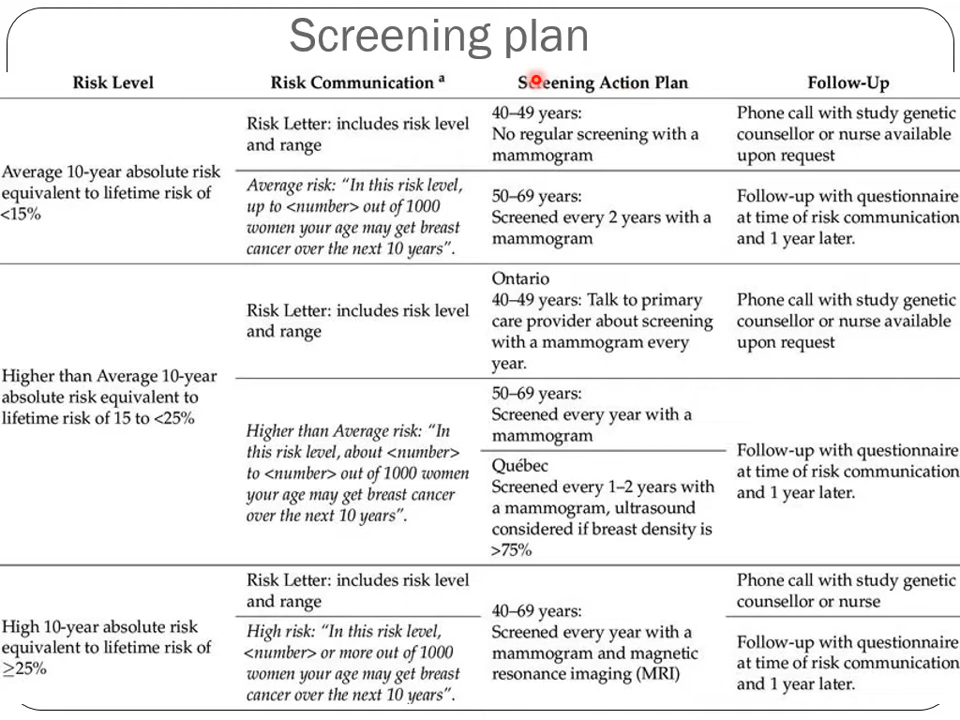 Screening plan
Risk Level
Risk Communication a
Screening Action Plan
Follow-Up
Average 10-year absolute risk
equivalent to lifetime risk of
<15%
Risk Letter: includes risk level
and range
40–49 years:
No regular screening with a
mammogram
Phone call with study genetic
counsellor or nurse available
upon request
Average risk: “In this risk level,
up to <number> out of 1000
women your age may get breast
cancer over the next 10 years”.
50–69 years:
Screened every 2 years with a
mammogram
Follow-up with questionnaire
at time of risk communication
and 1 year later.
Higher than Average 10-year
absolute risk equivalent to
lifetime risk of 15 to <25%
Risk Letter: includes risk level
and range
Ontario
40–49 years: Talk to primary
care provider about screening
with a mammogram every
year.
Phone call with study genetic
counsellor or nurse available
upon request
Higher than Average risk: “In
this risk level, about <number>
to <number> out of 1000 women
your age may get breast cancer
over the next 10 years”.
50–69 years:
Screened every year with a
mammogram
Québec
Screened every 1–2 years with
a mammogram, ultrasound
considered if breast density is
>75%
Follow-up with questionnaire
at time of risk communication
and 1 year later.
High 10-year absolute risk
equivalent to lifetime risk of
≥25%
Risk Letter: includes risk level
and range
High risk: “In this risk level,
<number> or more out of 1000
women your age may get breast
cancer over the next 10 years”.
40–69 years:
Screened every year with a
mammogram and magnetic
resonance imaging (MRI)
Phone call with study genetic
counsellor or nurse
Follow-up with questionnaire
at time of risk communication
and 1 year later.